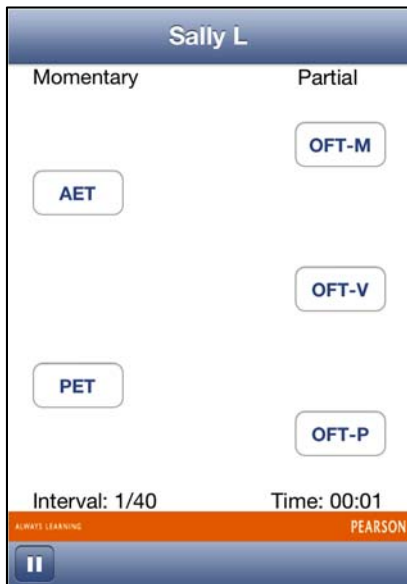 Sally L
Momentary Partial
OFT-M
AET
OFT-V
PET
OFT-P
Interval: 1/40 Time: 00:01
ALWAYS LEARNING PEARSON